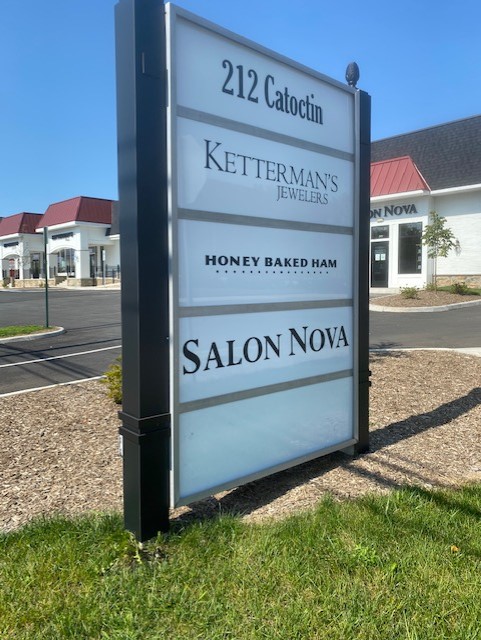 212 Catoctin
KETTERMAN'S
JEWELERS
HONEY BAKED HAM
SALON NOVA
ON NOVA